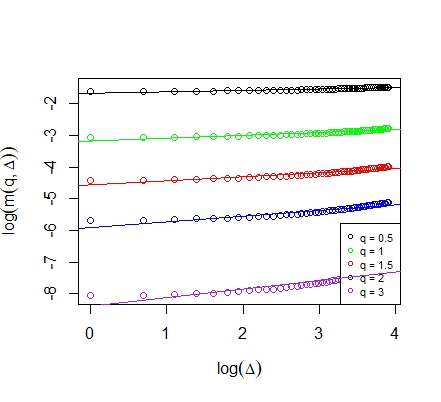 log(m(q, Δ))
-2
-3
-4
-5
-6
-7
-8
0
1
2
3
4
log(Δ)
q = 0.5
q = 1
q = 1.5
q = 2
q = 3